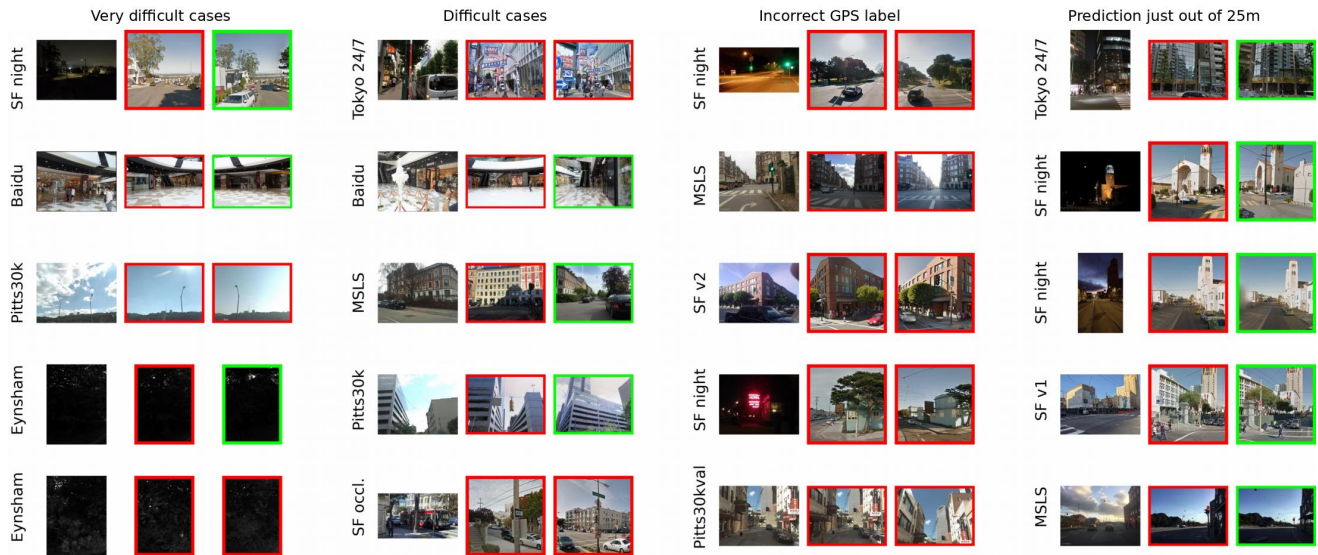 Very difficult cases
Difficult cases
Incorrect GPS label
Prediction just out of 25m
SF night
Tokyo 24/7
SF night
Tokyo 24/7
Baidu
Baidu
MSLS
SF night
Pitts30k
MSLS
SF v2
SF night
Eynsham
Pitts30k
SF night
SF v1
Eynsham
SF occl.
Pitts30kval
MSLS